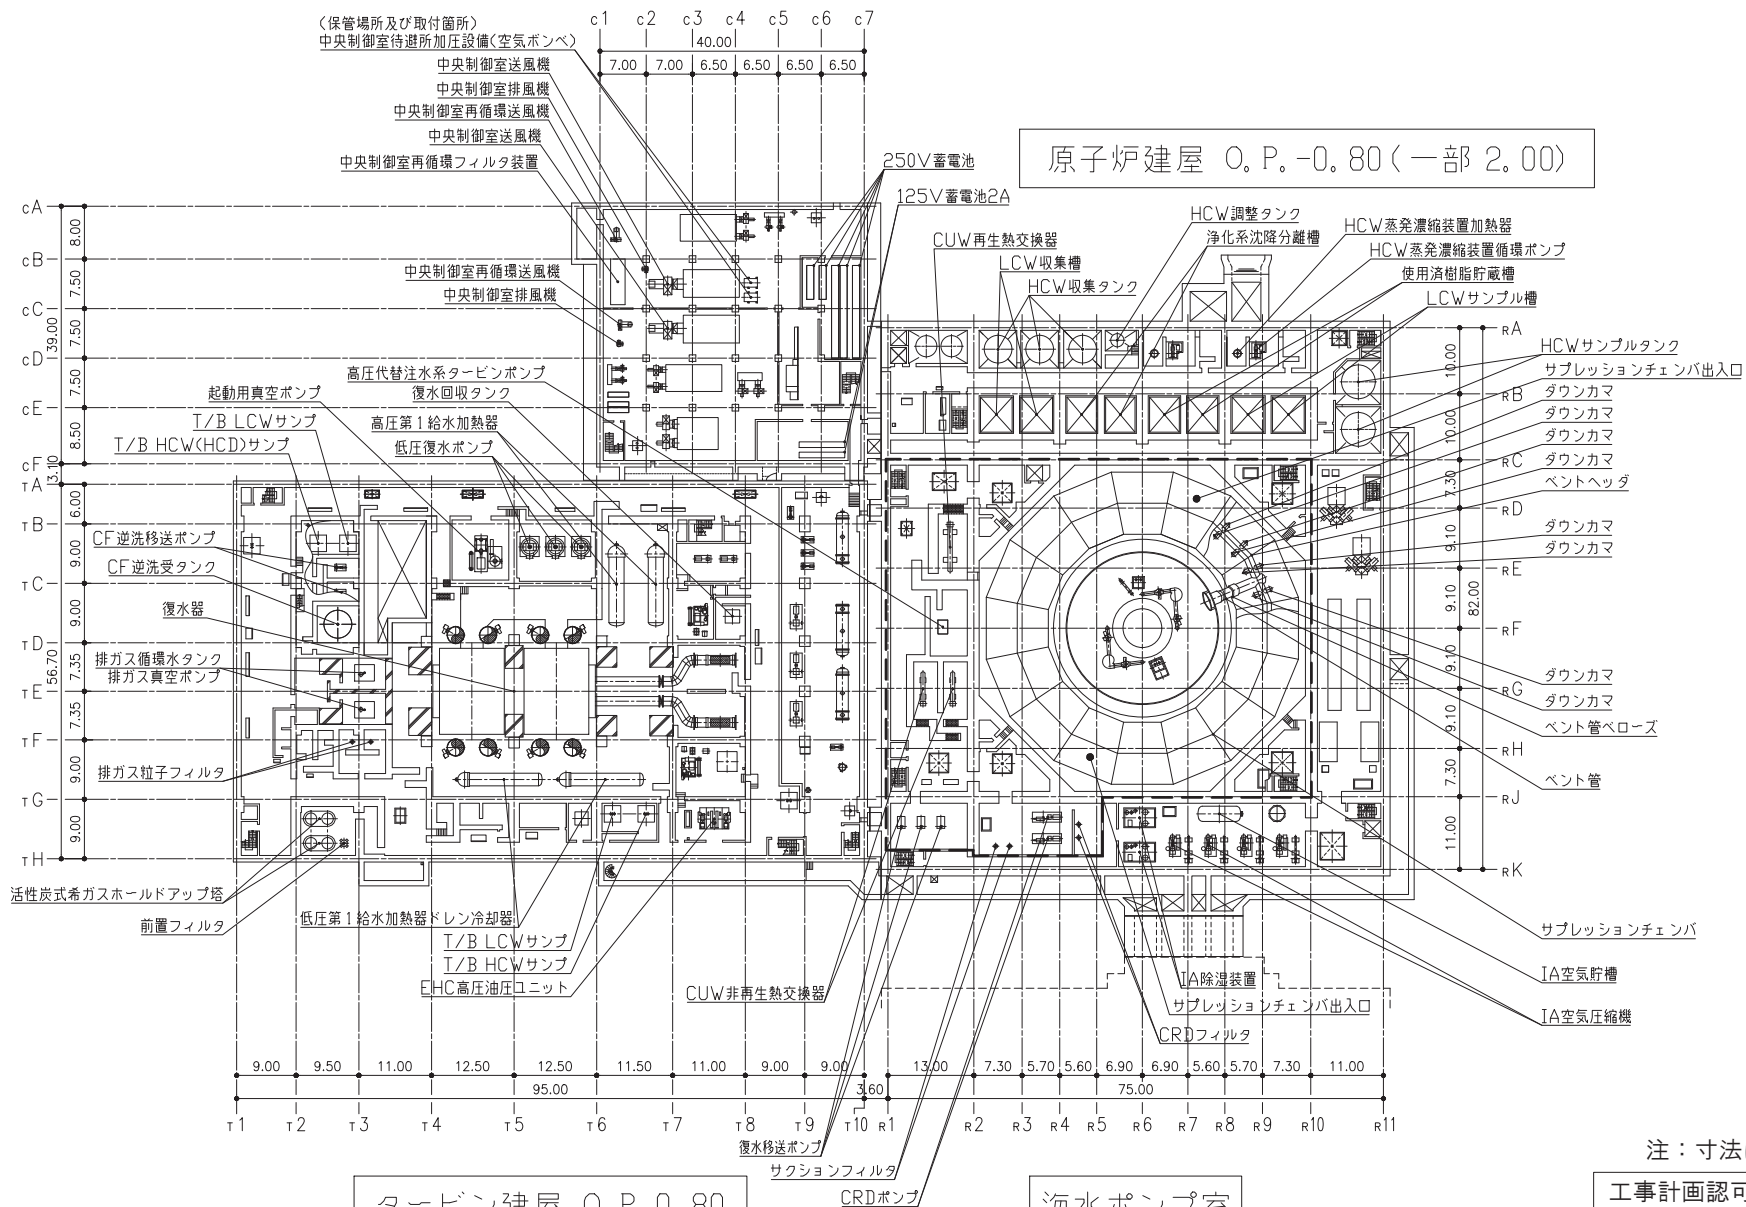 (保管場所及び取付箇所)
中央制御室待避所加圧設備(空気ボンベ)
中央制御室送風機
中央制御室排風機
中央制御室再循環送風機
中央制御室送風機
中央制御室再循環フィルタ装置
c1 c2 c3 c4 c5 c6 c7
40.00
7.00 7.00 6.50 6.50 6.50 6.50
250V蓄電池
125V蓄電池2A
原子炉建屋 O.P.-0.80(一部 2.00)
cA
cB
cC
cD
cE
cF
8.00
7.50
7.50
7.50
8.50
39.00
3.10
中央制御室再循環送風機
中央制御室排風機
高圧代替注水系タービンポンプ
起動用真空ポンプ
復水回収タンク
T/B LCWサンプ
高圧第1給水加熱器
T/B HCW(HCD)サンプ
低圧復水ポンプ
CUW再生熱交換器
LCW収集槽
HCW収集タンク
HCW調整タンク
浄化系沈降分離槽
HCW蒸発濃縮装置加熱器
HCW蒸発濃縮装置循環ポンプ
使用済樹脂貯蔵槽
LCWサンプル槽
HCWサンプルタンク
サプレッションチェンバ出入口
ダウンカマ
ダウンカマ
ダウンカマ
ダウンカマ
ベントヘッダ
ダウンカマ
ダウンカマ
ダウンカマ
ダウンカマ
ベント管ベローズ
ベント管
サプレッションチェンバ
IA空気貯槽
IA空気圧縮機
RA
RB
RC
RD
RE
RF
RG
RH
RJ
RK
10.00
10.00
7.30
9.10
9.10
9.10
9.10
7.30
11.00
82.00
TA
TB
TC
TD
TE
TF
TG
TH
6.00
9.00
9.00
7.35
7.35
9.00
9.00
56.70
CF逆洗移送ポンプ
CF逆洗受タンク
復水器
排ガス循環水タンク
排ガス真空ポンプ
排ガス粒子フィルタ
活性炭式希ガスホールドアップ塔
前置フィルタ
低圧第1給水加熱器ドレン冷却器
T/B LCWサンプ
T/B HCWサンプ
EHC高圧油圧ユニット
CUW非再生熱交換器
IA除湿装置
サプレッションチェンバ出入口
CRDフィルタ
9.00 9.50 11.00 12.50 12.50 11.50 11.00 9.00 9.00 13.00 7.30 5.70 5.60 6.90 6.90 5.60 5.70 7.30 11.00
95.00 3.60 75.00
T1 T2 T3 T4 T5 T6 T7 T8 T9 T10 R1 R2 R3 R4 R5 R6 R7 R8 R9 R10 R11
復水移送ポンプ
サクションフィルタ
CRDポンプ
タービン建屋 O.P.0.80
海水ポンプ室
注：寸法
工事計画認可